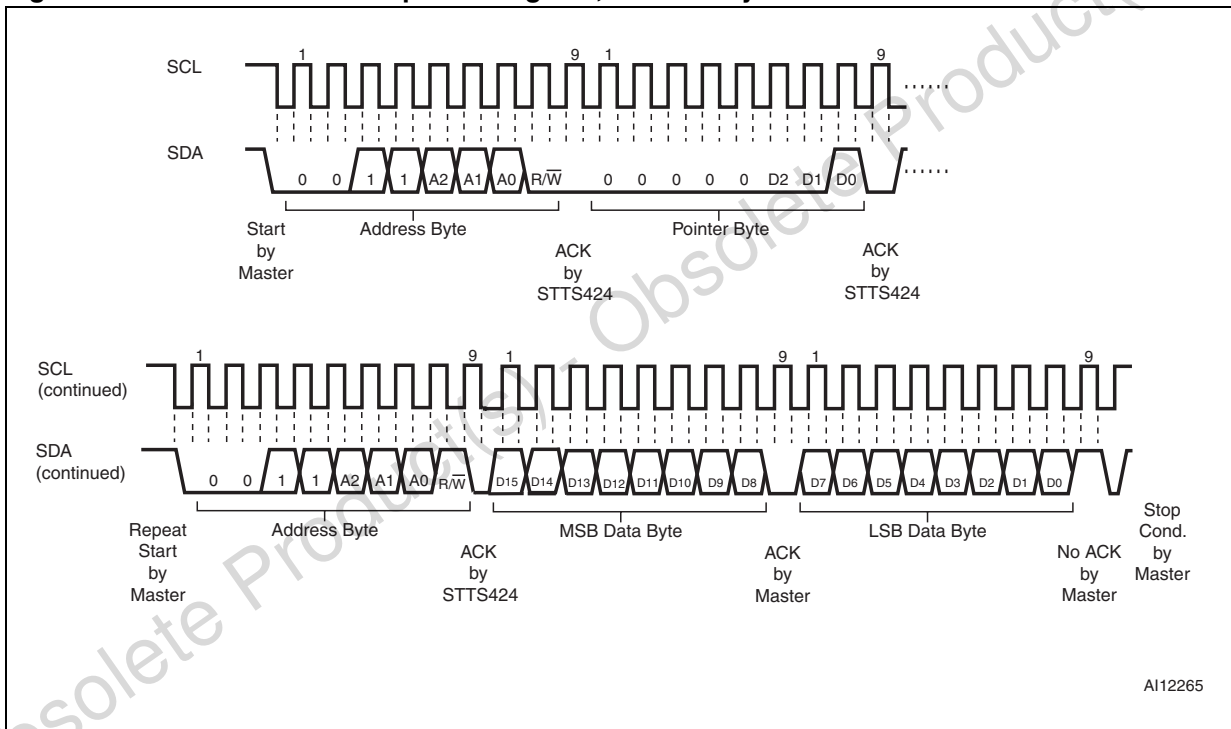 SCL
1
9
1
9
SDA
0 0 1 1 A2 A1 A0 R/W̅ 0 0 0 0 0 D2 D1 D0
Address Byte
Pointer Byte
Start
by
Master
ACK
by
STTS424
ACK
by
STTS424
SCL
(continued)
1
9
1
9
1
9
SDA
(continued)
0 0 1 1 A2 A1 A0 R/W̅ D15 D14 D13 D12 D11 D10 D9 D8 D7 D6 D5 D4 D3 D2 D1 D0
Address Byte
MSB Data Byte
LSB Data Byte
Repeat
Start
by
Master
ACK
by
STTS424
ACK
by
Master
No ACK
by
Master
Stop
Cond.
by
Master
AI12265
Obsolete Product(s) - Obsolete Product(